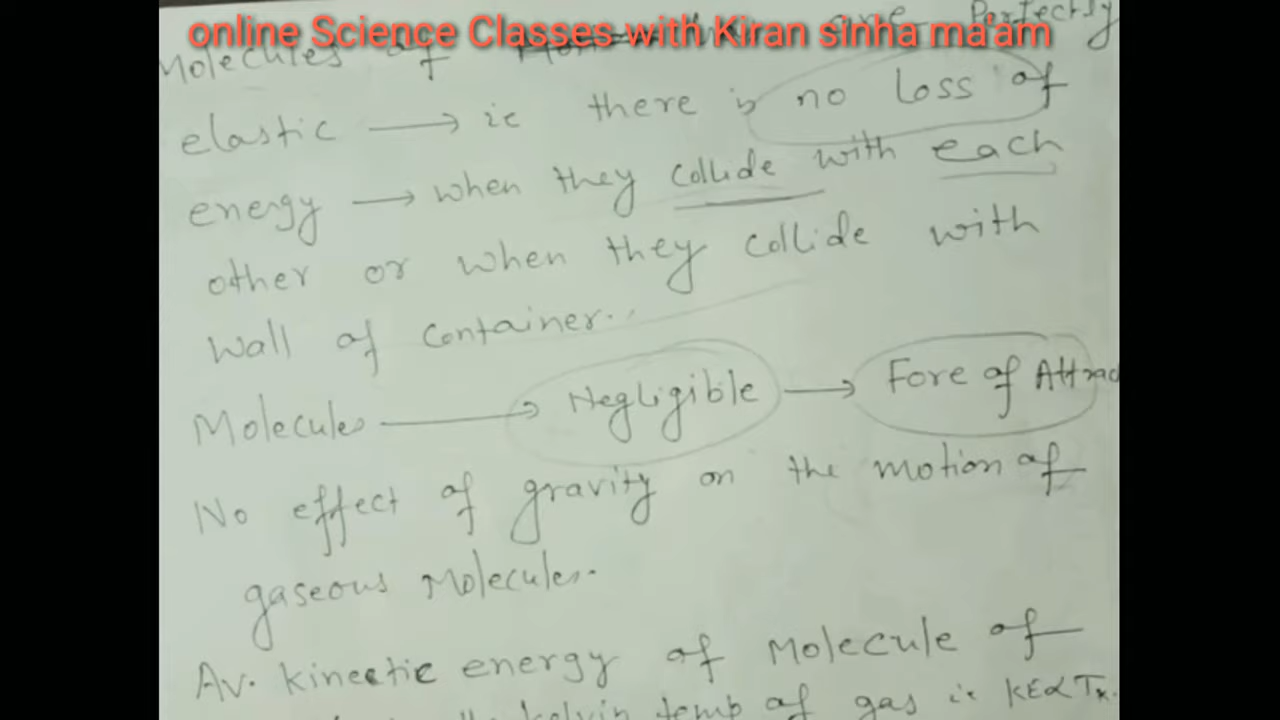 online Science Classes with Kiran sinha ma'am
Molecules of are Perfectly
elastic → ie there is no loss of
energy → when they collide with each
other or when they collide with
wall of container..
Molecules → Negligible → Fore of Attrac
No effect of gravity on the motion of
gaseous Molecules.
Av. kinectic energy of Molecule of
kelvin temp of gas ie KE∝T